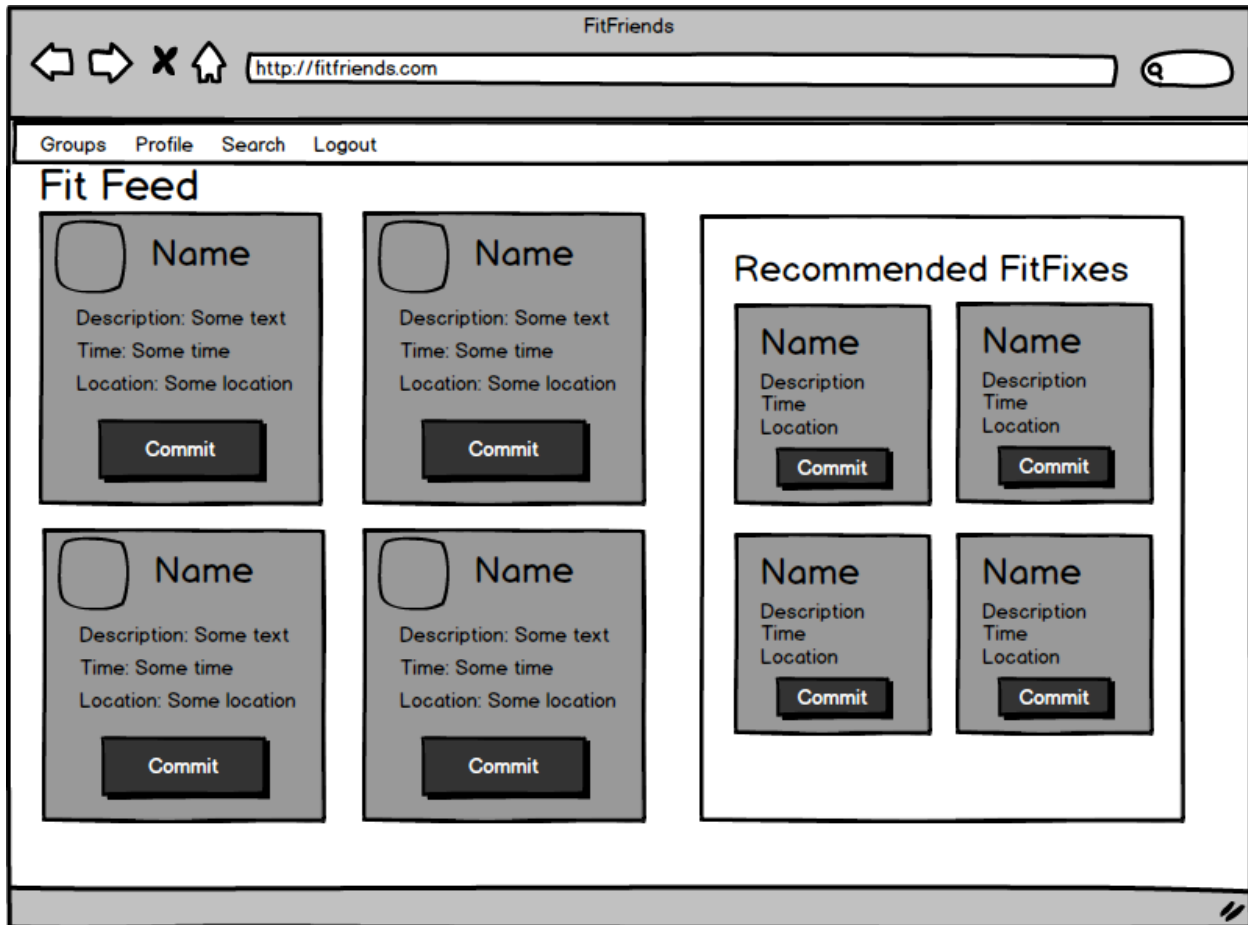 FitFriends
http://fitfriends.com
Groups Profile Search Logout
Fit Feed
Name
Description: Some text
Time: Some time
Location: Some location
Commit
Name
Description: Some text
Time: Some time
Location: Some location
Commit
Name
Description: Some text
Time: Some time
Location: Some location
Commit
Name
Description: Some text
Time: Some time
Location: Some location
Commit
Recommended FitFixes
Name
Description
Time
Location
Commit
Name
Description
Time
Location
Commit
Name
Description
Time
Location
Commit
Name
Description
Time
Location
Commit